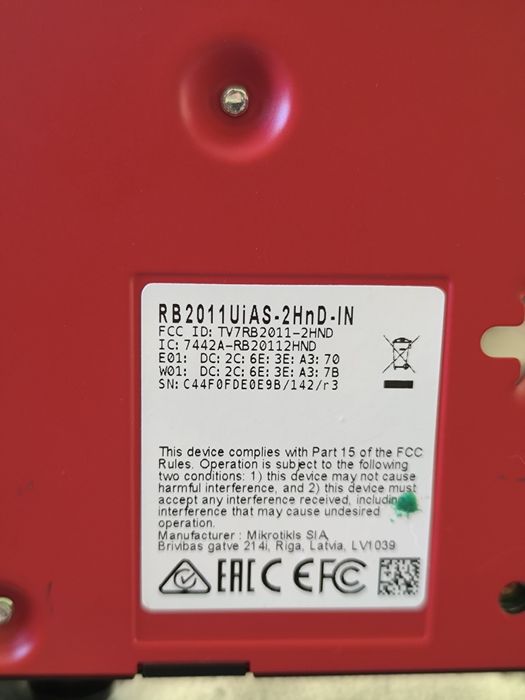 RB2011UiAS-2HnD-IN
FCC ID: TV7RB2011-2HND
IC: 7442A-RB20112HND
E01: DC:2C:6E:3E:A3:70
W01: DC:2C:6E:3E:A3:7B
SN: C44F0FDE0E9B/142/r3
This device complies with Part 15 of the FCC
Rules. Operation is subject to the following
two conditions: 1) this device may not cause
harmful interference, and 2) this device must
accept any interference received, including
interference that may cause undesired
operation.
Manufacturer : Mikrotikls SIA
Brivibas gatve 214i, Riga, Latvia, LV1039
EAC CE FC